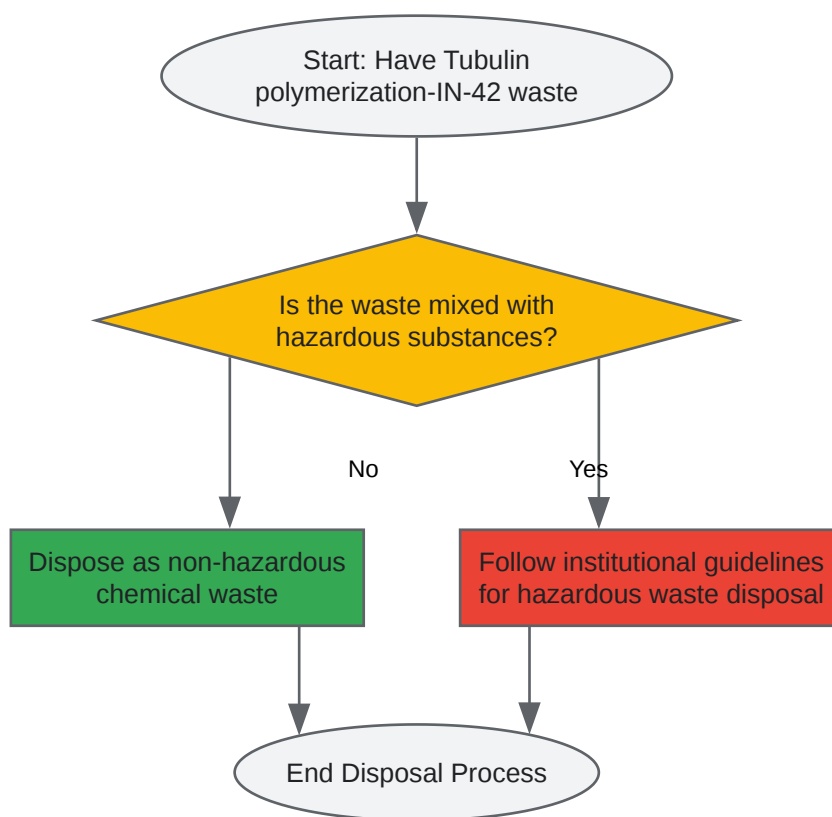 Start: Have Tubulin
polymerization-IN-42 waste
Is the waste mixed with
hazardous substances?
No
Yes
Dispose as non-hazardous
chemical waste
Follow institutional guidelines
for hazardous waste disposal
End Disposal Process